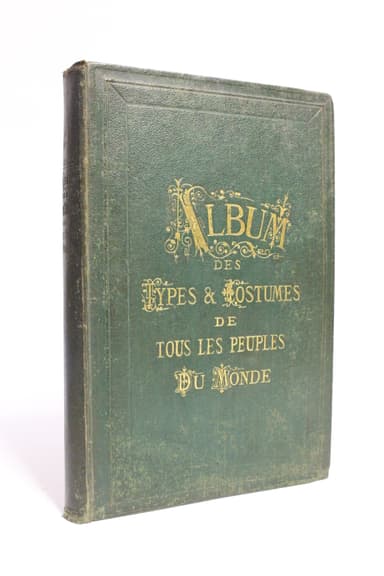 ALBUM
DES
TYPES & COSTUMES
DE
TOUS LES PEUPLES
DU MONDE